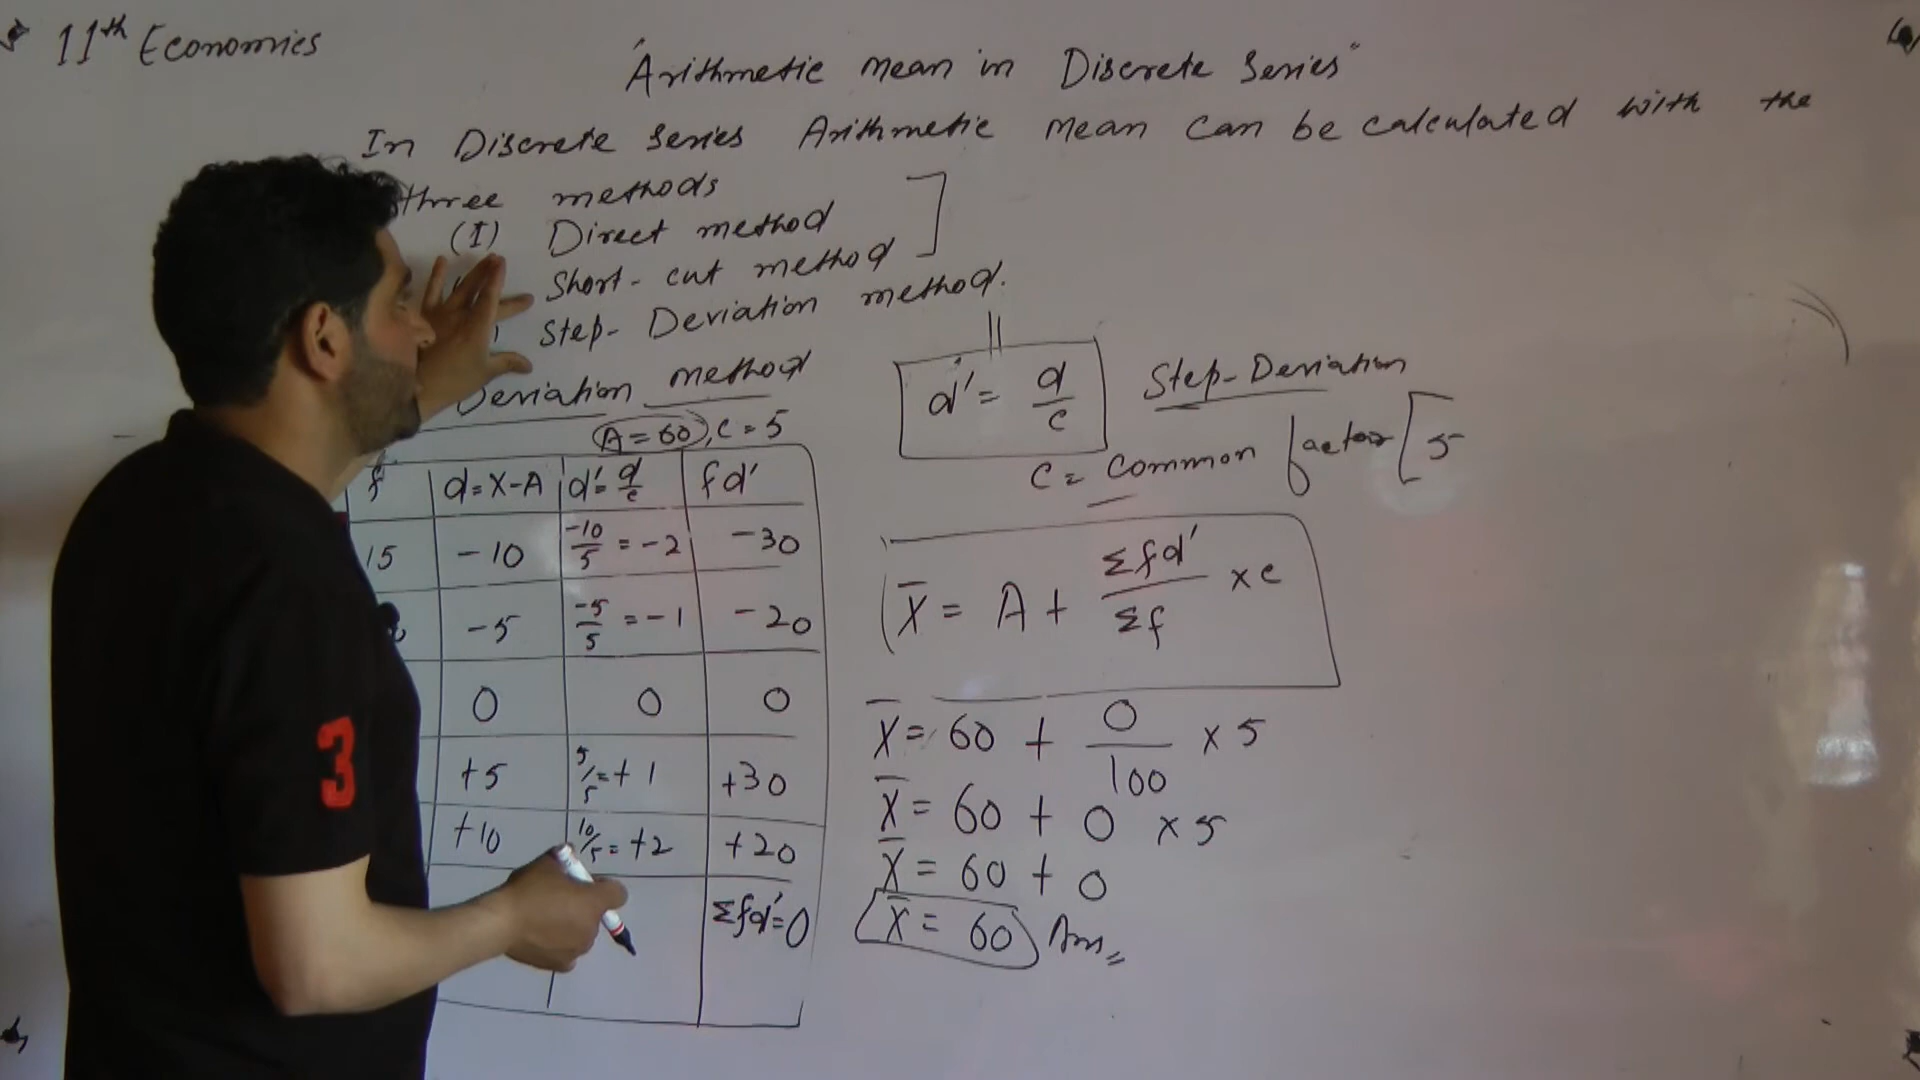 11th Economics
"Arithmetic mean in Discrete Series"
In Discrete Series Arithmetic mean can be calculated with the
three methods
(I) Direct method
Short-cut method
Step-Deviation method.
Deviation method
A = 60, C = 5
f d=X-A d'=d/c fd'
15 -10 -10/5 = -2 -30
-5 -5/5 = -1 -20
0 0 0
+5 5/5 = +1 +30
+10 10/5 = +2 +20
Σfd'=0
d' = d/c Step-Deviation
C = Common factor [5
X̄ = A + Σfd'/Σf × c
X̄ = 60 + 0/100 × 5
X̄ = 60 + 0 × 5
X̄ = 60 + 0
X̄ = 60 Ans
3